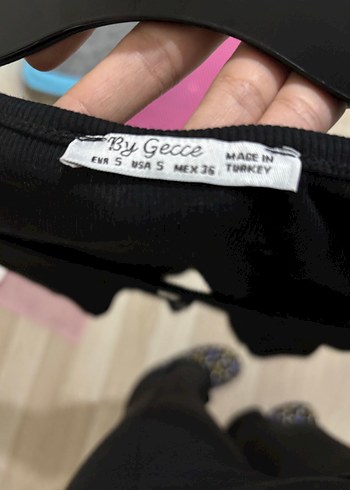 By Gecce
EUR S USA S MEX 36
MADE IN
TURKEY